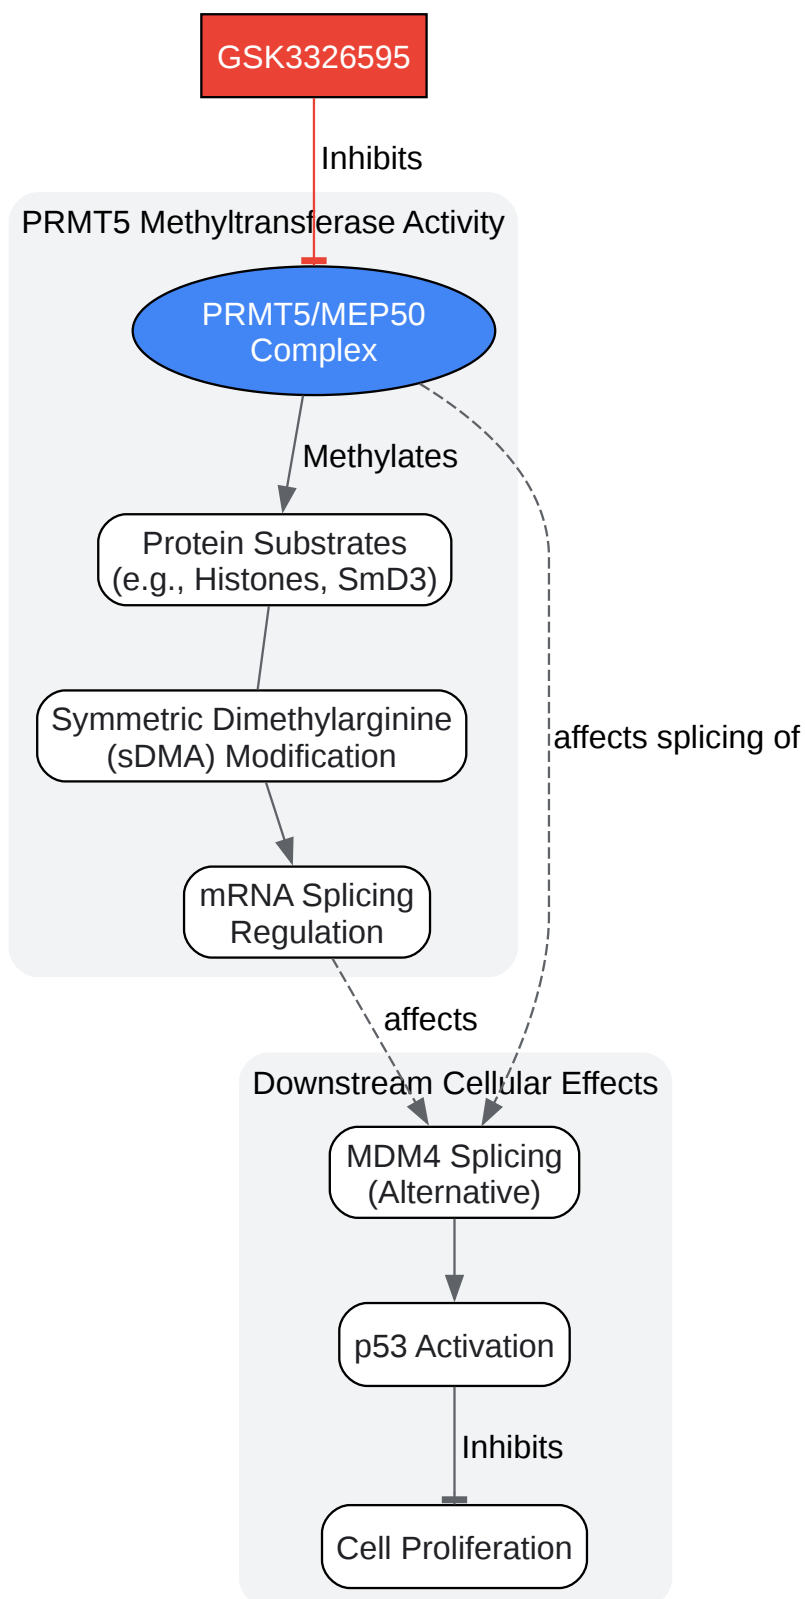 GSK3326595
Inhibits
PRMT5 Methyltransferase Activity
PRMT5/MEP50
Complex
Methylates
Protein Substrates
(e.g., Histones, SmD3)
Symmetric Dimethylarginine
(sDMA) Modification
affects splicing of
mRNA Splicing
Regulation
affects
Downstream Cellular Effects
MDM4 Splicing
(Alternative)
p53 Activation
Inhibits
Cell Proliferation